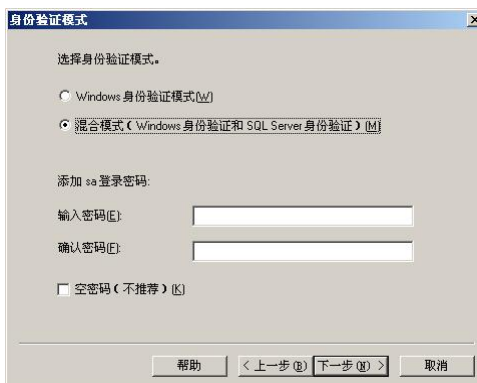 身份验证模式
选择身份验证模式。
Windows 身份验证模式(W)
混合模式(Windows 身份验证和 SQL Server 身份验证)(M)
添加 sa 登录密码:
输入密码(E):
确认密码(F):
空密码(不推荐)(K)
帮助 < 上一步(B) 下一步(N) > 取消